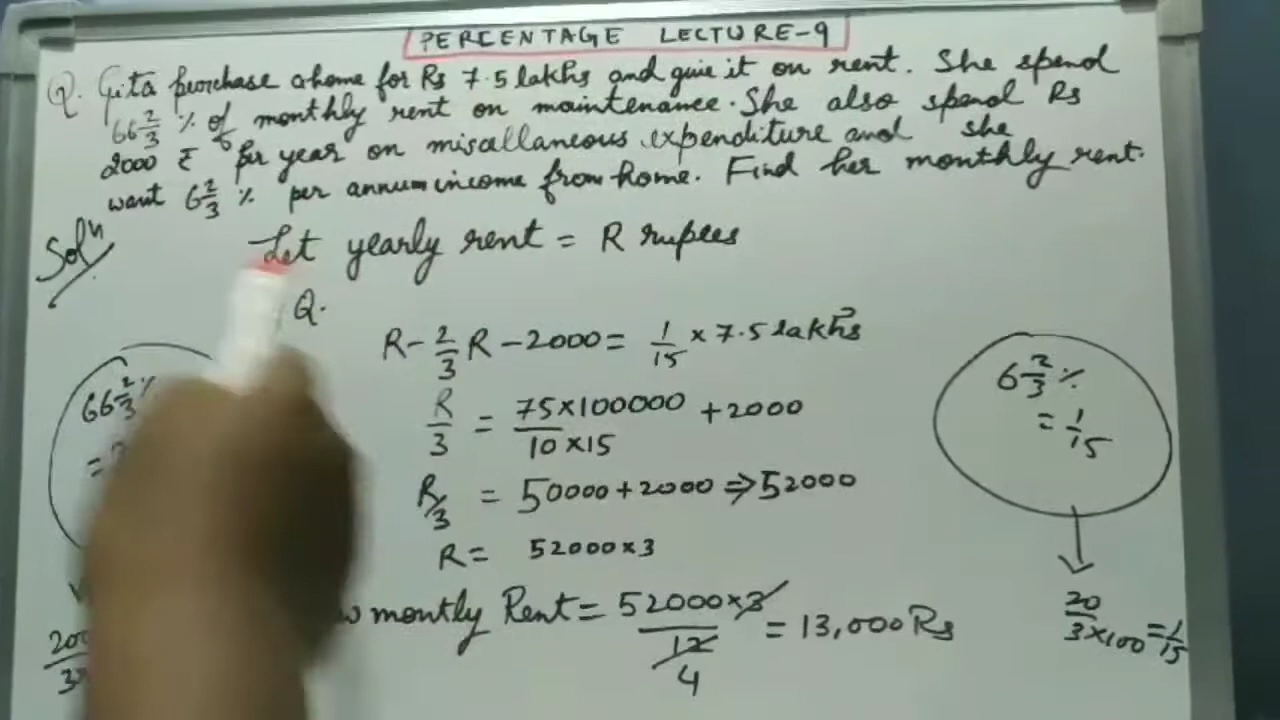 PERCENTAGE LECTURE-9
Q. Gita purchase a home for Rs 7.5 lakhs and give it on rent. She spend
66 2/3 % of monthly rent on maintenance. She also spend Rs
2000 ₹ per year on miscallaneous expenditure and she
want 6 2/3 % per annum income from home. Find her monthly rent.
Solⁿ
Let yearly rent = R rupees
Q.
R - 2/3 R - 2000 = 1/15 × 7.5 lakhs
66 2/3 %
6 2/3 %
= 1/15
R/3 = 75×100000 / 10×15 + 2000
R/3 = 50000 + 2000 ⇒ 52000
R = 52000×3
montly Rent = 52000×3 / 12 = 13,000 Rs
4
20 / 3×100 = 1/15